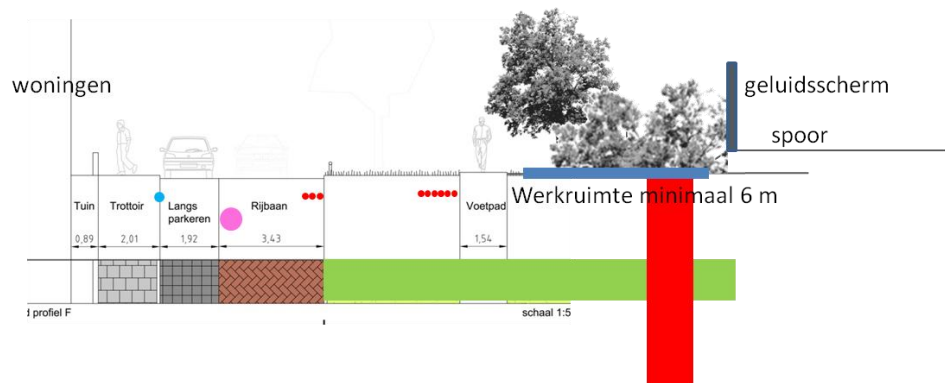 woningen
geluidsscherm
spoor
Werkruimte minimaal 6 m
Tuin
Trottoir
Langs
parkeren
Rijbaan
Voetpad
0,89
2,01
1,92
3,43
1,54
d profiel F
schaal 1:5